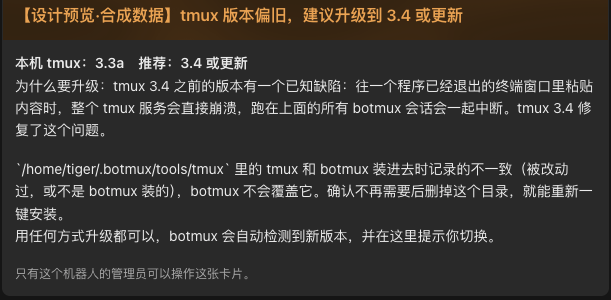 【设计预览·合成数据】tmux 版本偏旧，建议升级到 3.4 或更新
本机 tmux：3.3a 推荐：3.4 或更新
为什么要升级：tmux 3.4 之前的版本有一个已知缺陷：往一个程序已经退出的终端窗口里粘贴
内容时，整个 tmux 服务会直接崩溃，跑在上面的所有 botmux 会话会一起中断。tmux 3.4 修
复了这个问题。
`/home/tiger/.botmux/tools/tmux` 里的 tmux 和 botmux 装进去时记录的不一致（被改动
过，或不是 botmux 装的），botmux 不会覆盖它。确认不再需要后删掉这个目录，就能重新一
键安装。
用任何方式升级都可以，botmux 会自动检测到新版本，并在这里提示你切换。
只有这个机器人的管理员可以操作这张卡片。